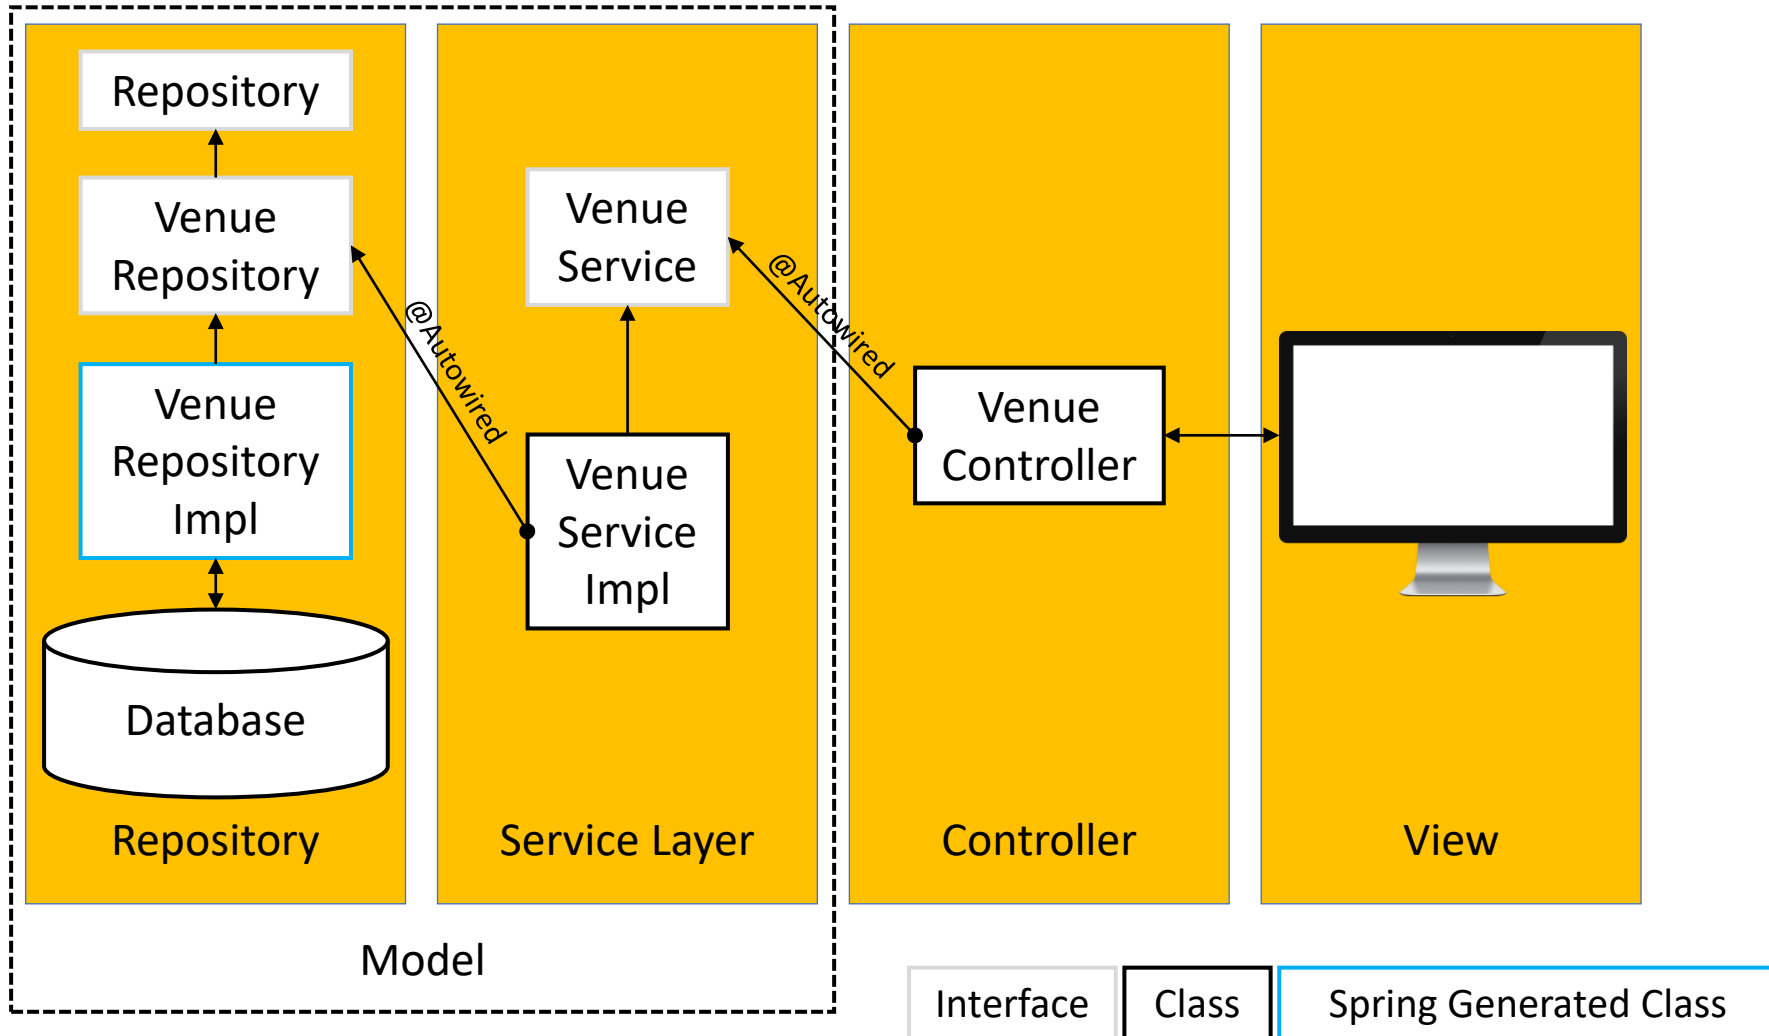 Repository
Venue
Repository
Venue
Repository
Impl
Database
Repository
@Autowired
Venue
Service
Venue
Service
Impl
Service Layer
@Autowired
Venue
Controller
Controller
View
Model
Interface
Class
Spring Generated Class